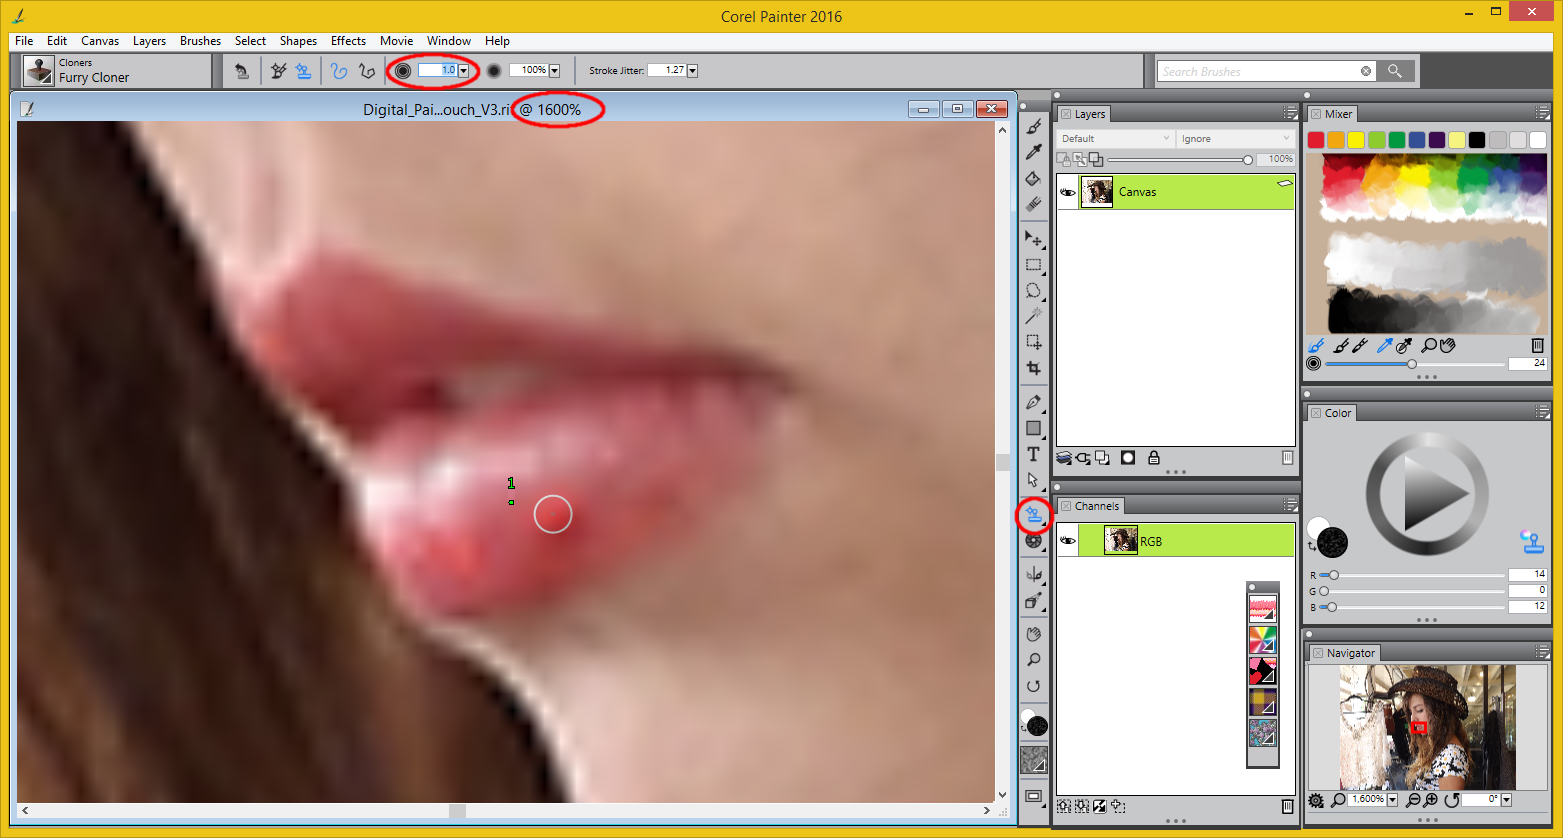 Corel Painter 2016
File Edit Canvas Layers Brushes Select Shapes Effects Movie Window Help
Cloners
Furry Cloner
1.0
100%
Stroke Jitter: 1.27
Search Brushes
Digital_Pai...ouch_V3.ri @ 1600%
1
T
Layers
Default Ignore
100%
Canvas
Channels
RGB
Mixer
24
Color
R 14
G 0
B 12
Navigator
1,600% 0°